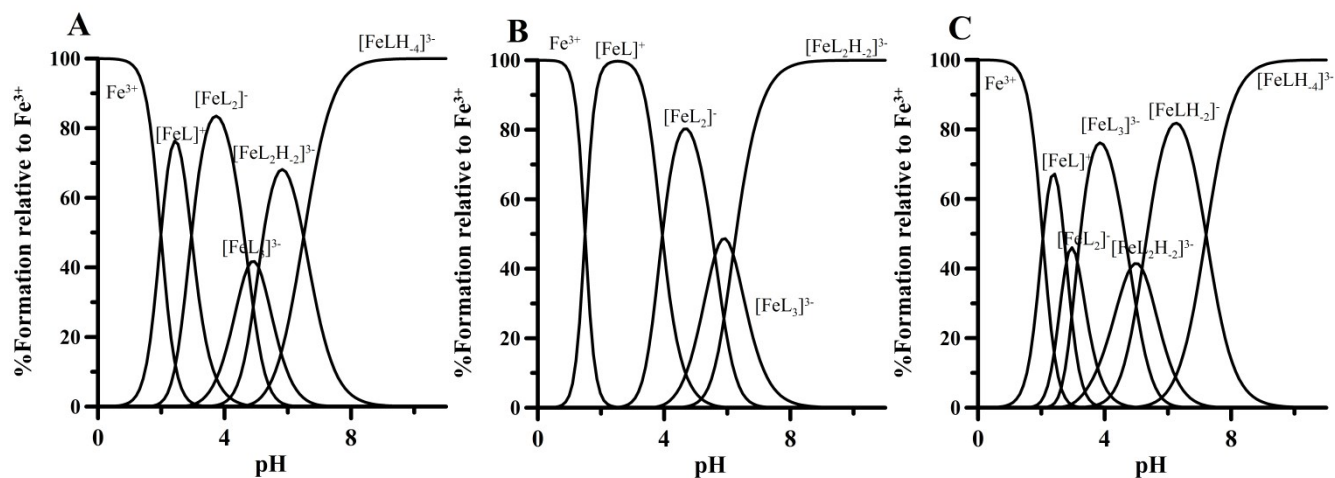 A
%Formation relative to Fe³⁺
100
80
60
40
20
0
Fe³⁺
[FeL]⁺
[FeL₂]⁻
[FeL₃]³⁻
[FeL₂H₋₂]³⁻
[FeLH₋₄]³⁻
0
4
8
pH
B
%Formation relative to Fe³⁺
100
80
60
40
20
0
Fe³⁺
[FeL]⁺
[FeL₂]⁻
[FeL₃]³⁻
[FeL₂H₋₂]³⁻
0
4
8
pH
C
%Formation relative to Fe³⁺
100
80
60
40
20
0
Fe³⁺
[FeL]⁺
[FeL₂]⁻
[FeL₃]³⁻
[FeL₂H₋₂]³⁻
[FeLH₋₂]⁻
[FeLH₋₄]³⁻
0
4
8
pH